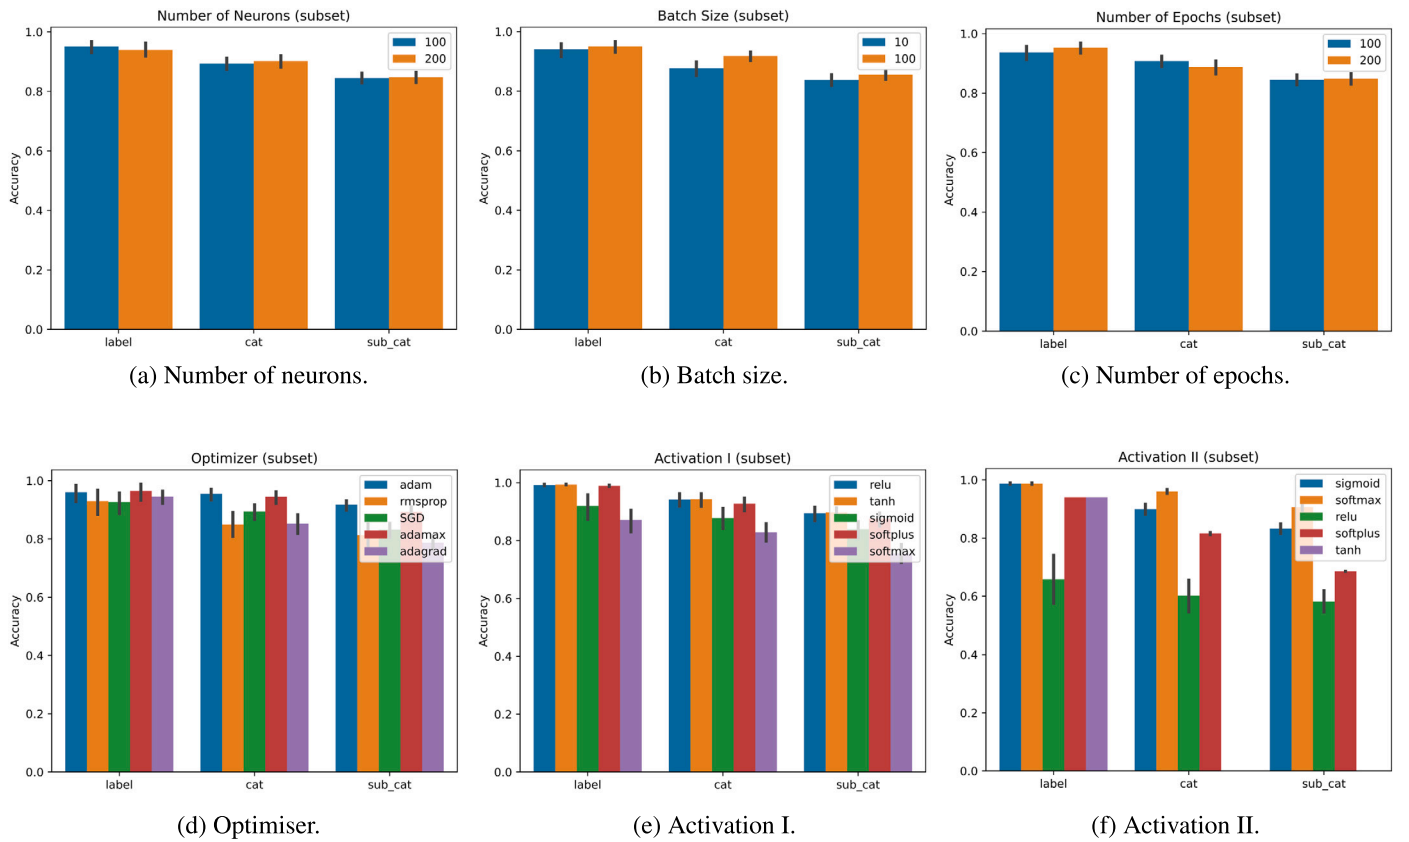 Number of Neurons (subset)
1.0
0.8
0.6
0.4
0.2
0.0
Accuracy
100
200
label
cat
sub_cat
(a) Number of neurons.
Batch Size (subset)
1.0
0.8
0.6
0.4
0.2
0.0
Accuracy
10
100
label
cat
sub_cat
(b) Batch size.
Number of Epochs (subset)
1.0
0.8
0.6
0.4
0.2
0.0
Accuracy
100
200
label
cat
sub_cat
(c) Number of epochs.
Optimizer (subset)
1.0
0.8
0.6
0.4
0.2
0.0
Accuracy
adam
rmsprop
SGD
adamax
adagrad
label
cat
sub_cat
(d) Optimiser.
Activation I (subset)
1.0
0.8
0.6
0.4
0.2
0.0
Accuracy
relu
tanh
sigmoid
softplus
softmax
label
cat
sub_cat
(e) Activation I.
Activation II (subset)
1.0
0.8
0.6
0.4
0.2
0.0
Accuracy
sigmoid
softmax
relu
softplus
tanh
label
cat
sub_cat
(f) Activation II.